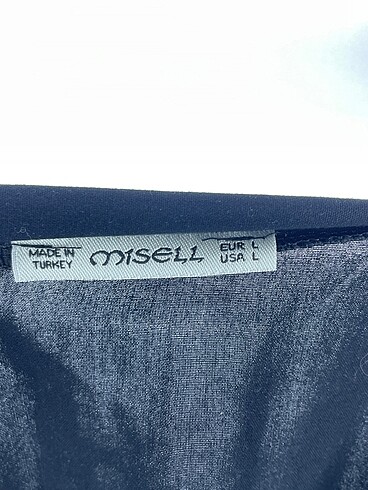 MADE IN
TURKEY
MISELL
EUR L
USA L